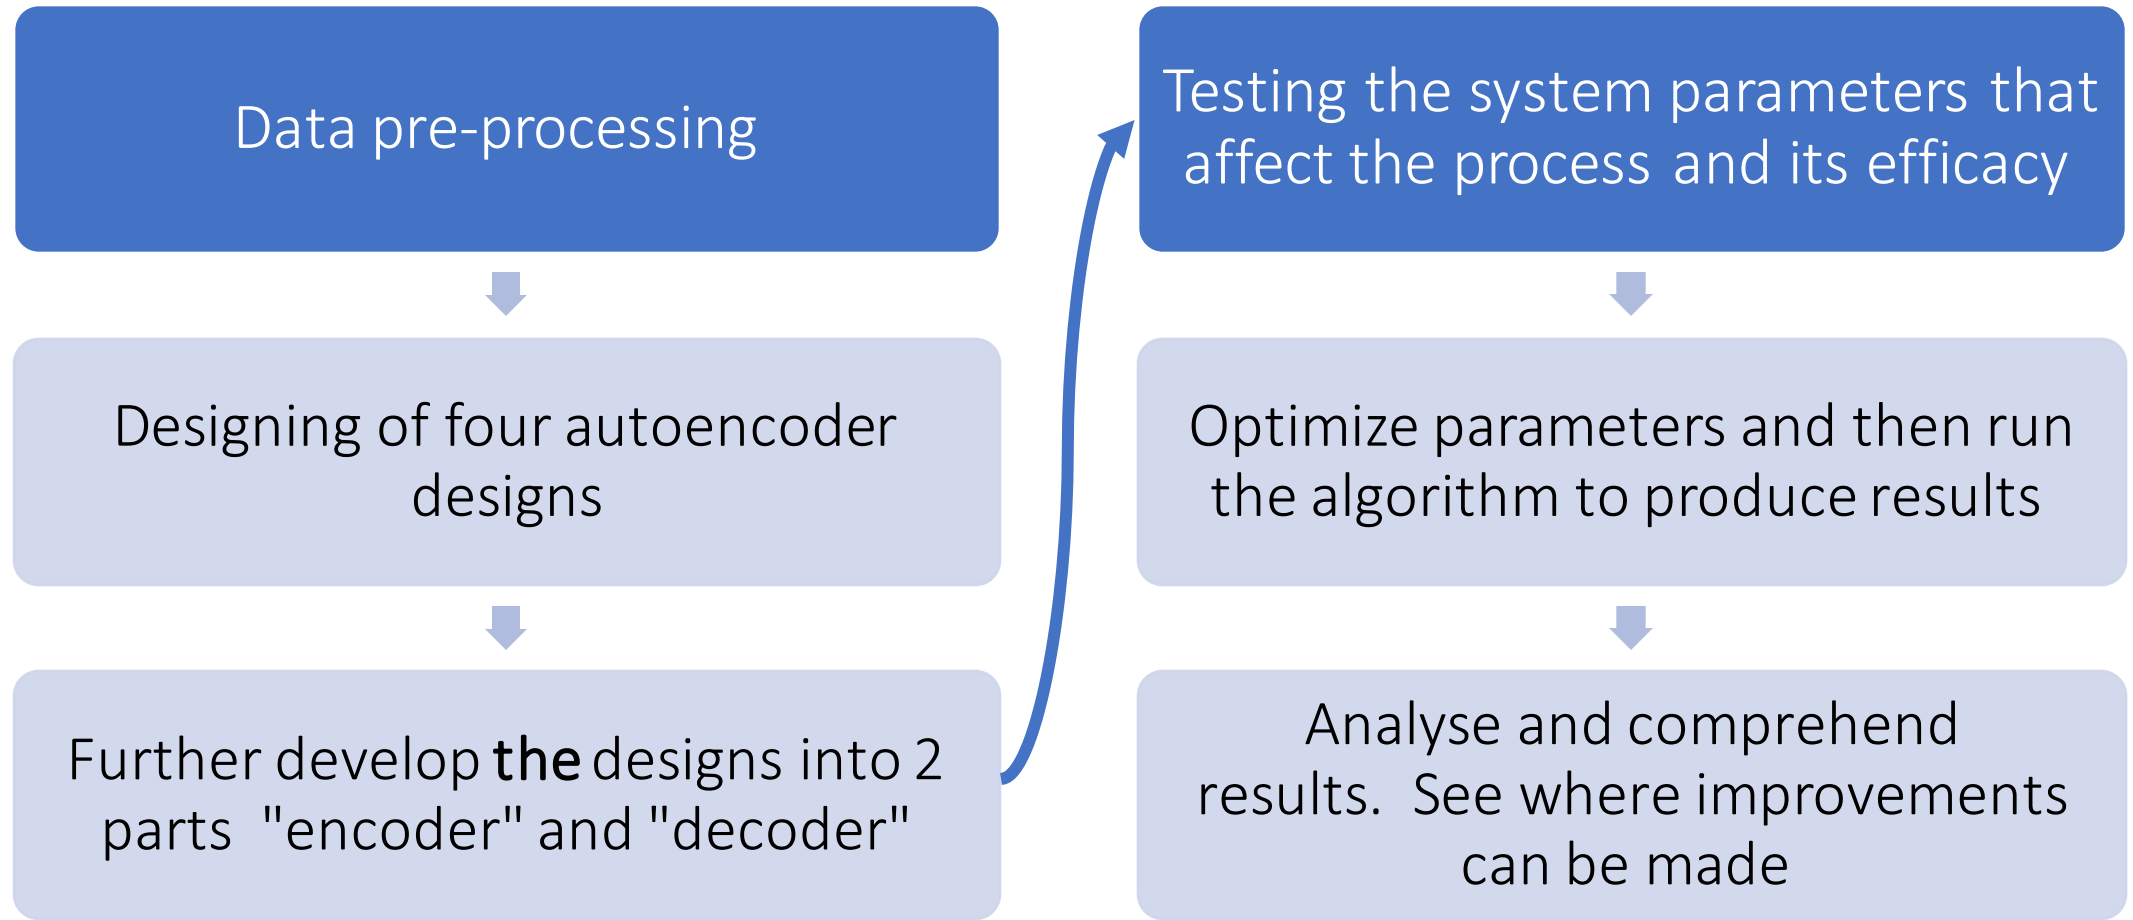 Data pre-processing
Designing of four autoencoder
designs
Further develop the designs into 2
parts  "encoder" and "decoder"
Testing the system parameters that
affect the process and its efficacy
Optimize parameters and then run
the algorithm to produce results
Analyse and comprehend
results.  See where improvements
can be made